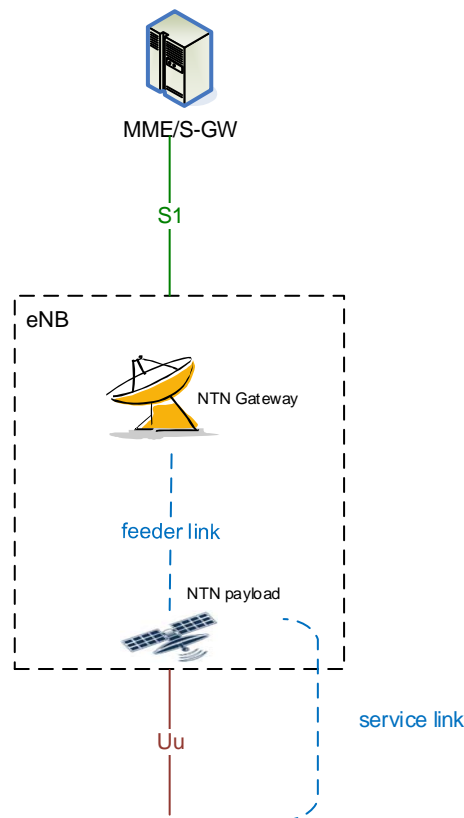 MME/S-GW
S1
eNB
NTN Gateway
feeder link
NTN payload
service link
Uu